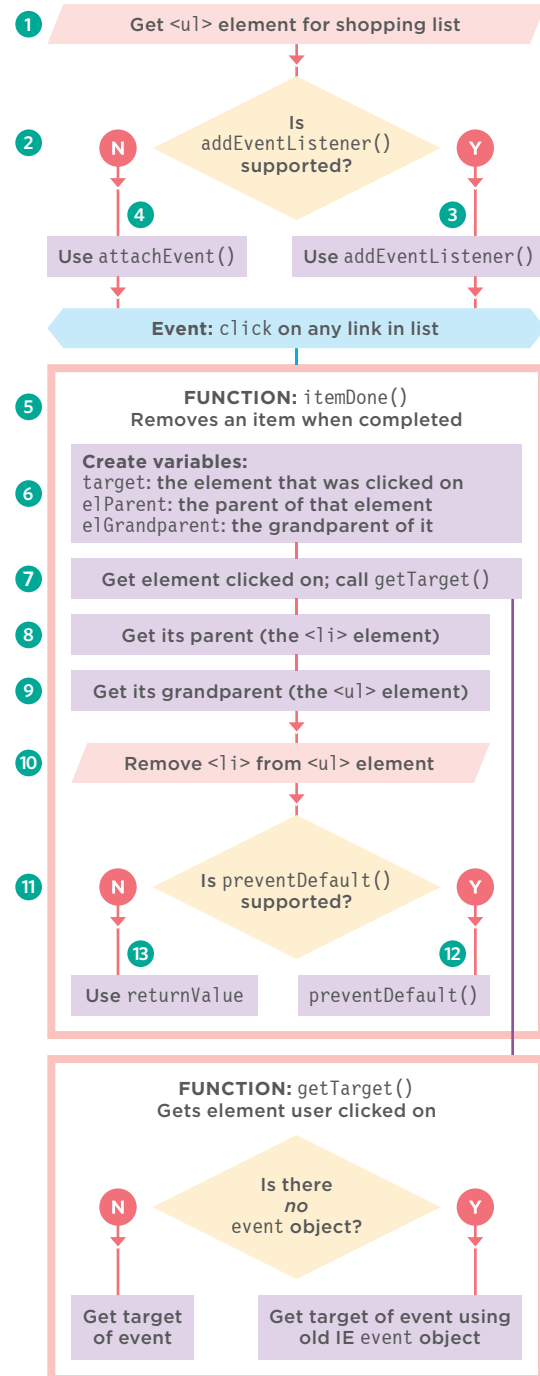 1
Get <ul> element for shopping list
2
Is
addEventListener()
supported?
N
Y
4
3
Use attachEvent()
Use addEventListener()
Event: click on any link in list
5
FUNCTION: itemDone()
Removes an item when completed
6
Create variables:
target: the element that was clicked on
elParent: the parent of that element
elGrandparent: the grandparent of it
7
Get element clicked on; call getTarget()
8
Get its parent (the <li> element)
9
Get its grandparent (the <ul> element)
10
Remove <li> from <ul> element
11
Is preventDefault()
supported?
N
Y
13
12
Use returnValue
preventDefault()
FUNCTION: getTarget()
Gets element user clicked on
Is there
no
event object?
N
Y
Get target
of event
Get target of event using
old IE event object